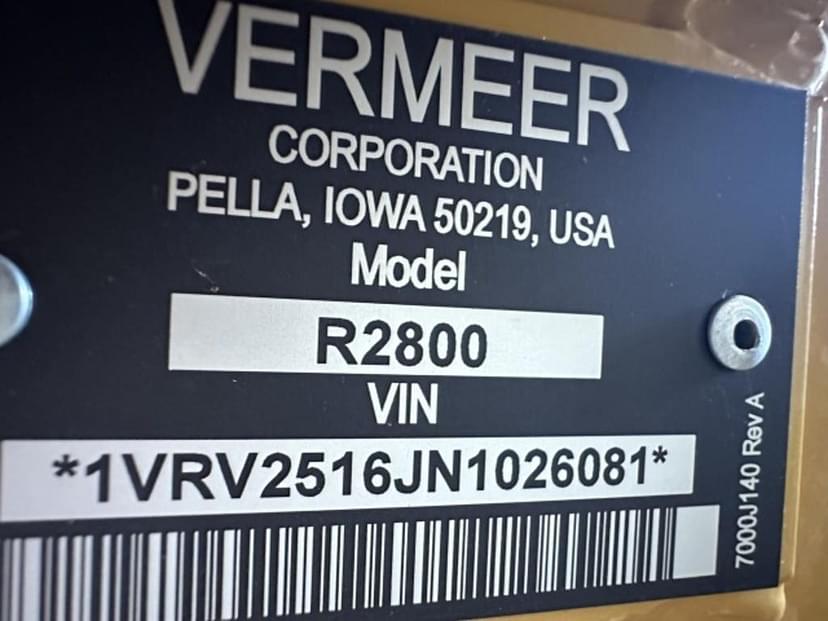 VERMEER
CORPORATION
PELLA, IOWA 50219, USA
Model
R2800
VIN
*1VRV2516JN1026081*
7000J140 Rev A